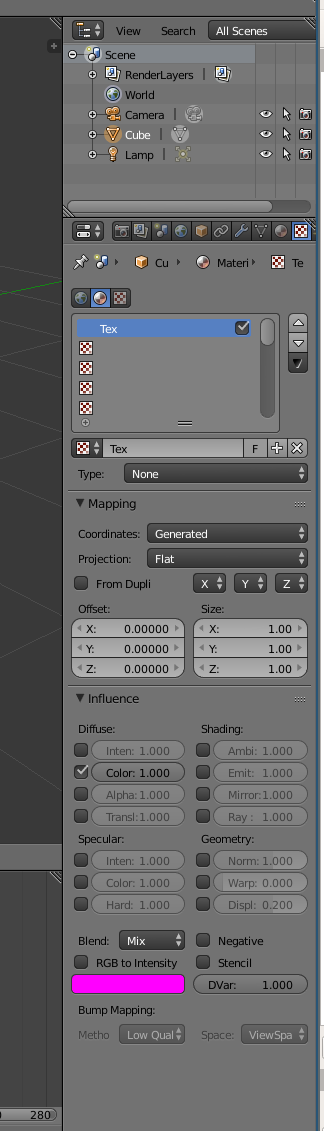 View Search All Scenes
Scene
RenderLayers |
World
Camera |
Cube |
Lamp |
Cu Materi Te
Tex
Tex F
Type: None
Mapping
Coordinates: Generated
Projection: Flat
From Dupli X Y Z
Offset: Size:
X: 0.00000 X: 1.00
Y: 0.00000 Y: 1.00
Z: 0.00000 Z: 1.00
Influence
Diffuse: Shading:
Inten: 1.000 Ambi: 1.000
Color: 1.000 Emit: 1.000
Alpha: 1.000 Mirror: 1.000
Transl: 1.000 Ray : 1.000
Specular: Geometry:
Inten: 1.000 Norm: 1.000
Color: 1.000 Warp: 0.000
Hard: 1.000 Displ: 0.200
Blend: Mix Negative
RGB to Intensity Stencil
DVar: 1.000
Bump Mapping:
Metho Low Qual Space: ViewSpa
0 280